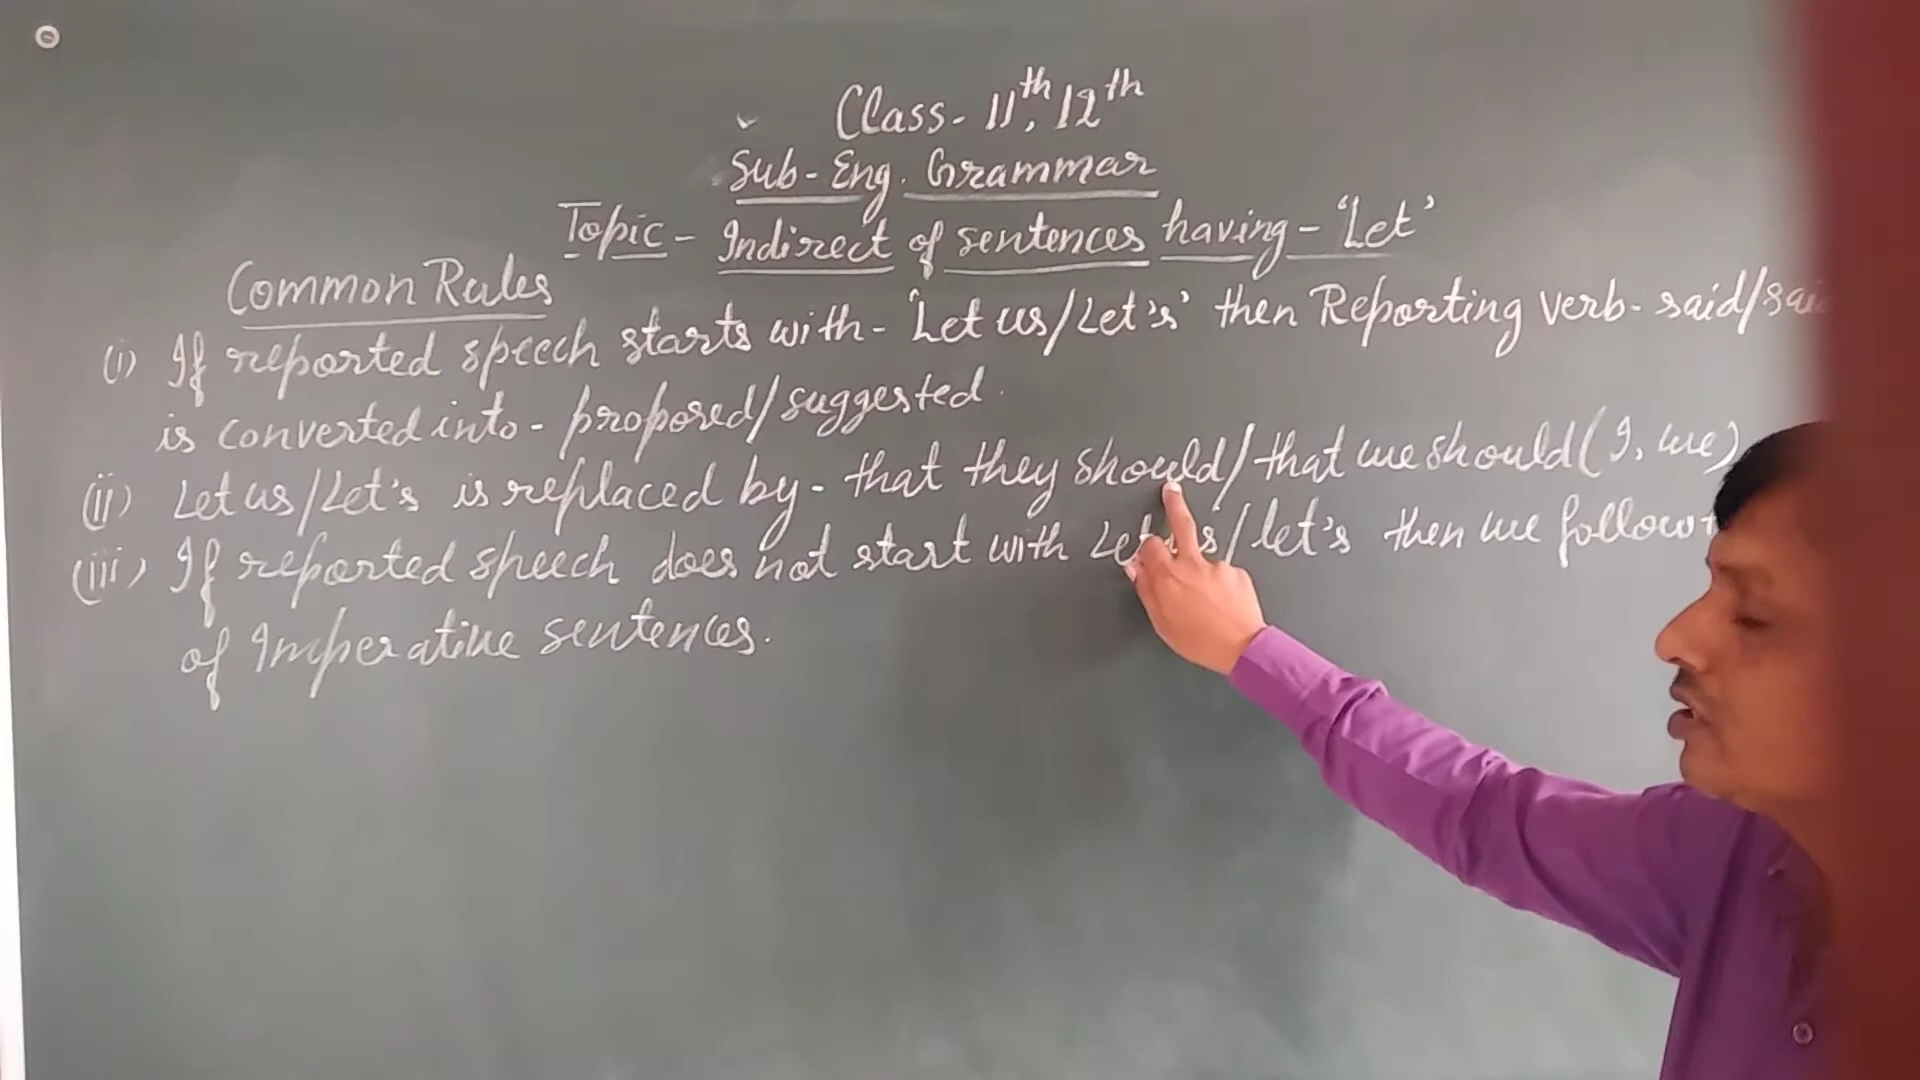 Class- 11th, 12th
Sub- Eng. Grammar
Topic - Indirect of sentences having - 'Let'
Common Rules
(i) If reported speech starts with - 'Let us/Let's' then Reporting verb- said/
is converted into - proposed/suggested.
(ii) Let us/Let's is replaced by - that they should/that we should (I, we)
(iii) If reported speech does not start with Let us/let's then we follow
of Imperative sentences.